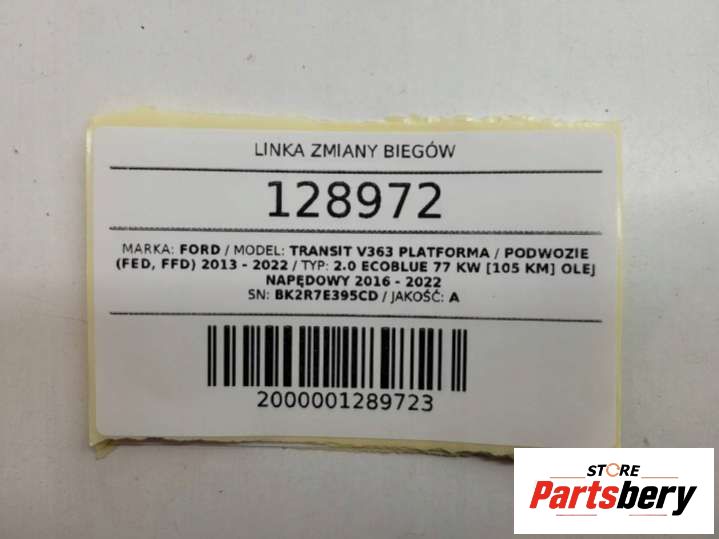 LINKA ZMIANY BIEGÓW
128972
MARKA: FORD / MODEL: TRANSIT V363 PLATFORMA / PODWOZIE
(FED, FFD) 2013 - 2022 / TYP: 2.0 ECOBLUE 77 KW [105 KM] OLEJ
NAPĘDOWY 2016 - 2022
SN: BK2R7E395CD / JAKOŚĆ: A
2000001289723
STORE
Partsbery